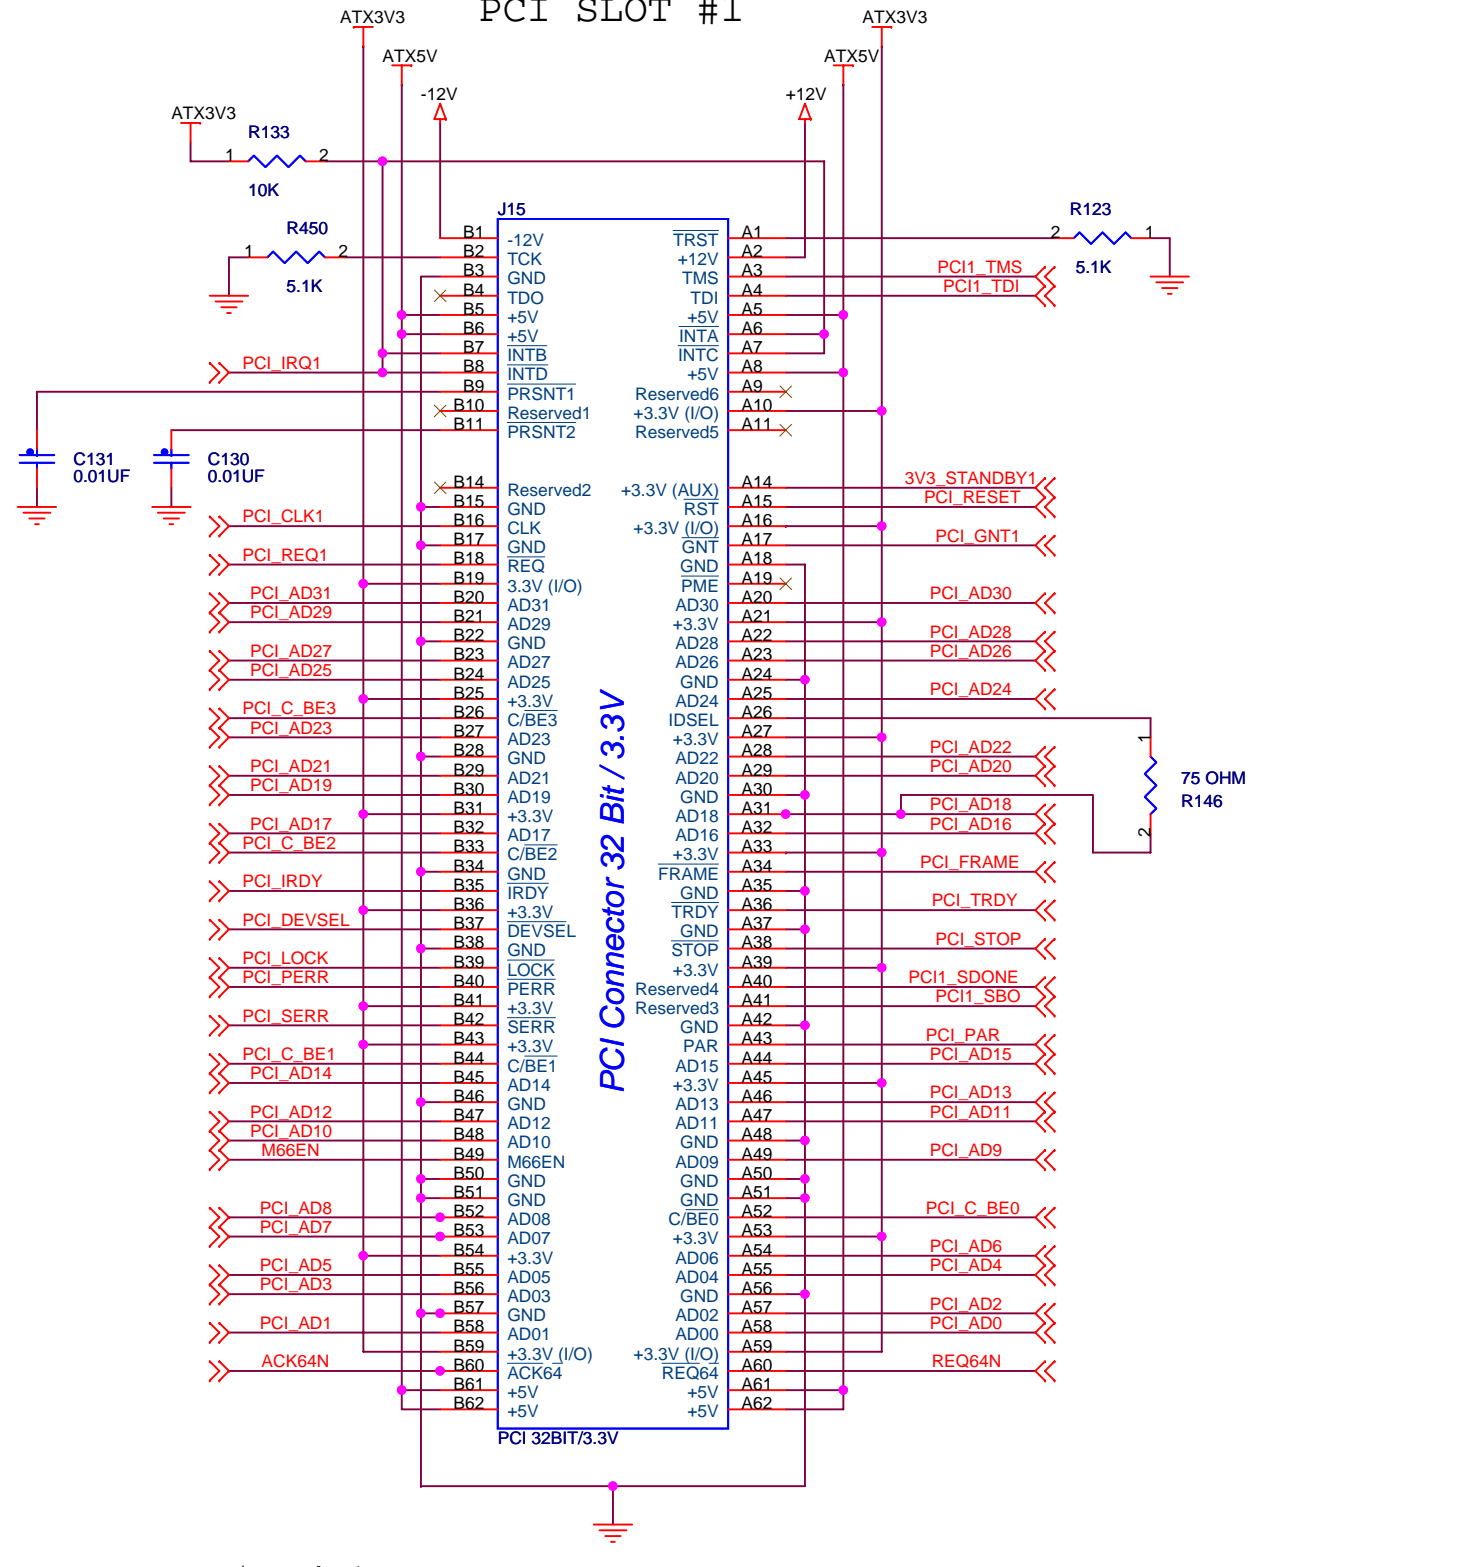 PCI SLOT #1
ATX3V3 ATX3V3
ATX5V ATX5V
-12V +12V
ATX3V3
R133
1 2
10K
J15
R450
1 2
5.1K
R123
2 1
5.1K
B1 -12V TRST A1
B2 TCK +12V A2
B3 GND TMS A3 PCI1_TMS
B4 TDO TDI A4 PCI1_TDI
B5 +5V +5V A5
B6 +5V INTA A6
B7 INTB INTC A7
PCI_IRQ1 B8 INTD +5V A8
B9 PRSNT1 Reserved6 A9
B10 Reserved1 +3.3V (I/O) A10
B11 PRSNT2 Reserved5 A11
C131
0.01UF
C130
0.01UF
B14 Reserved2 +3.3V (AUX) A14 3V3_STANDBY1
B15 GND RST A15 PCI_RESET
PCI_CLK1 B16 CLK +3.3V (I/O) A16
B17 GND GNT A17 PCI_GNT1
PCI_REQ1 B18 REQ GND A18
B19 3.3V (I/O) PME A19
PCI_AD31 B20 AD31 AD30 A20 PCI_AD30
PCI_AD29 B21 AD29 +3.3V A21
B22 GND AD28 A22 PCI_AD28
PCI_AD27 B23 AD27 AD26 A23 PCI_AD26
PCI_AD25 B24 AD25 GND A24
B25 +3.3V AD24 A25 PCI_AD24
PCI_C_BE3 B26 C/BE3 IDSEL A26
PCI_AD23 B27 AD23 +3.3V A27
B28 GND AD22 A28 PCI_AD22
PCI_AD21 B29 AD21 AD20 A29 PCI_AD20
PCI_AD19 B30 AD19 GND A30
B31 +3.3V AD18 A31 PCI_AD18
PCI_AD17 B32 AD17 AD16 A32 PCI_AD16
PCI_C_BE2 B33 C/BE2 +3.3V A33
1
75 OHM
R146
2
B34 GND FRAME A34 PCI_FRAME
PCI_IRDY B35 IRDY GND A35
B36 +3.3V TRDY A36 PCI_TRDY
PCI_DEVSEL B37 DEVSEL GND A37
B38 GND STOP A38 PCI_STOP
PCI_LOCK B39 LOCK +3.3V A39
PCI_PERR B40 PERR Reserved4 A40 PCI1_SDONE
B41 +3.3V Reserved3 A41 PCI1_SBO
PCI_SERR B42 SERR GND A42
B43 +3.3V PAR A43 PCI_PAR
PCI_C_BE1 B44 C/BE1 AD15 A44 PCI_AD15
PCI_AD14 B45 AD14 +3.3V A45
B46 GND AD13 A46 PCI_AD13
PCI_AD12 B47 AD12 AD11 A47 PCI_AD11
PCI_AD10 B48 AD10 GND A48
M66EN B49 M66EN AD09 A49 PCI_AD9
B50 GND GND A50
B51 GND GND A51
PCI_AD8 B52 AD08 C/BE0 A52 PCI_C_BE0
PCI_AD7 B53 AD07 +3.3V A53
B54 +3.3V AD06 A54 PCI_AD6
PCI_AD5 B55 AD05 AD04 A55 PCI_AD4
PCI_AD3 B56 AD03 GND A56
B57 GND AD02 A57 PCI_AD2
PCI_AD1 B58 AD01 AD00 A58 PCI_AD0
B59 +3.3V (I/O) +3.3V (I/O) A59
ACK64N B60 ACK64 REQ64 A60 REQ64N
B61 +5V +5V A61
B62 +5V +5V A62
PCI Connector 32 Bit / 3.3V
PCI 32BIT/3.3V